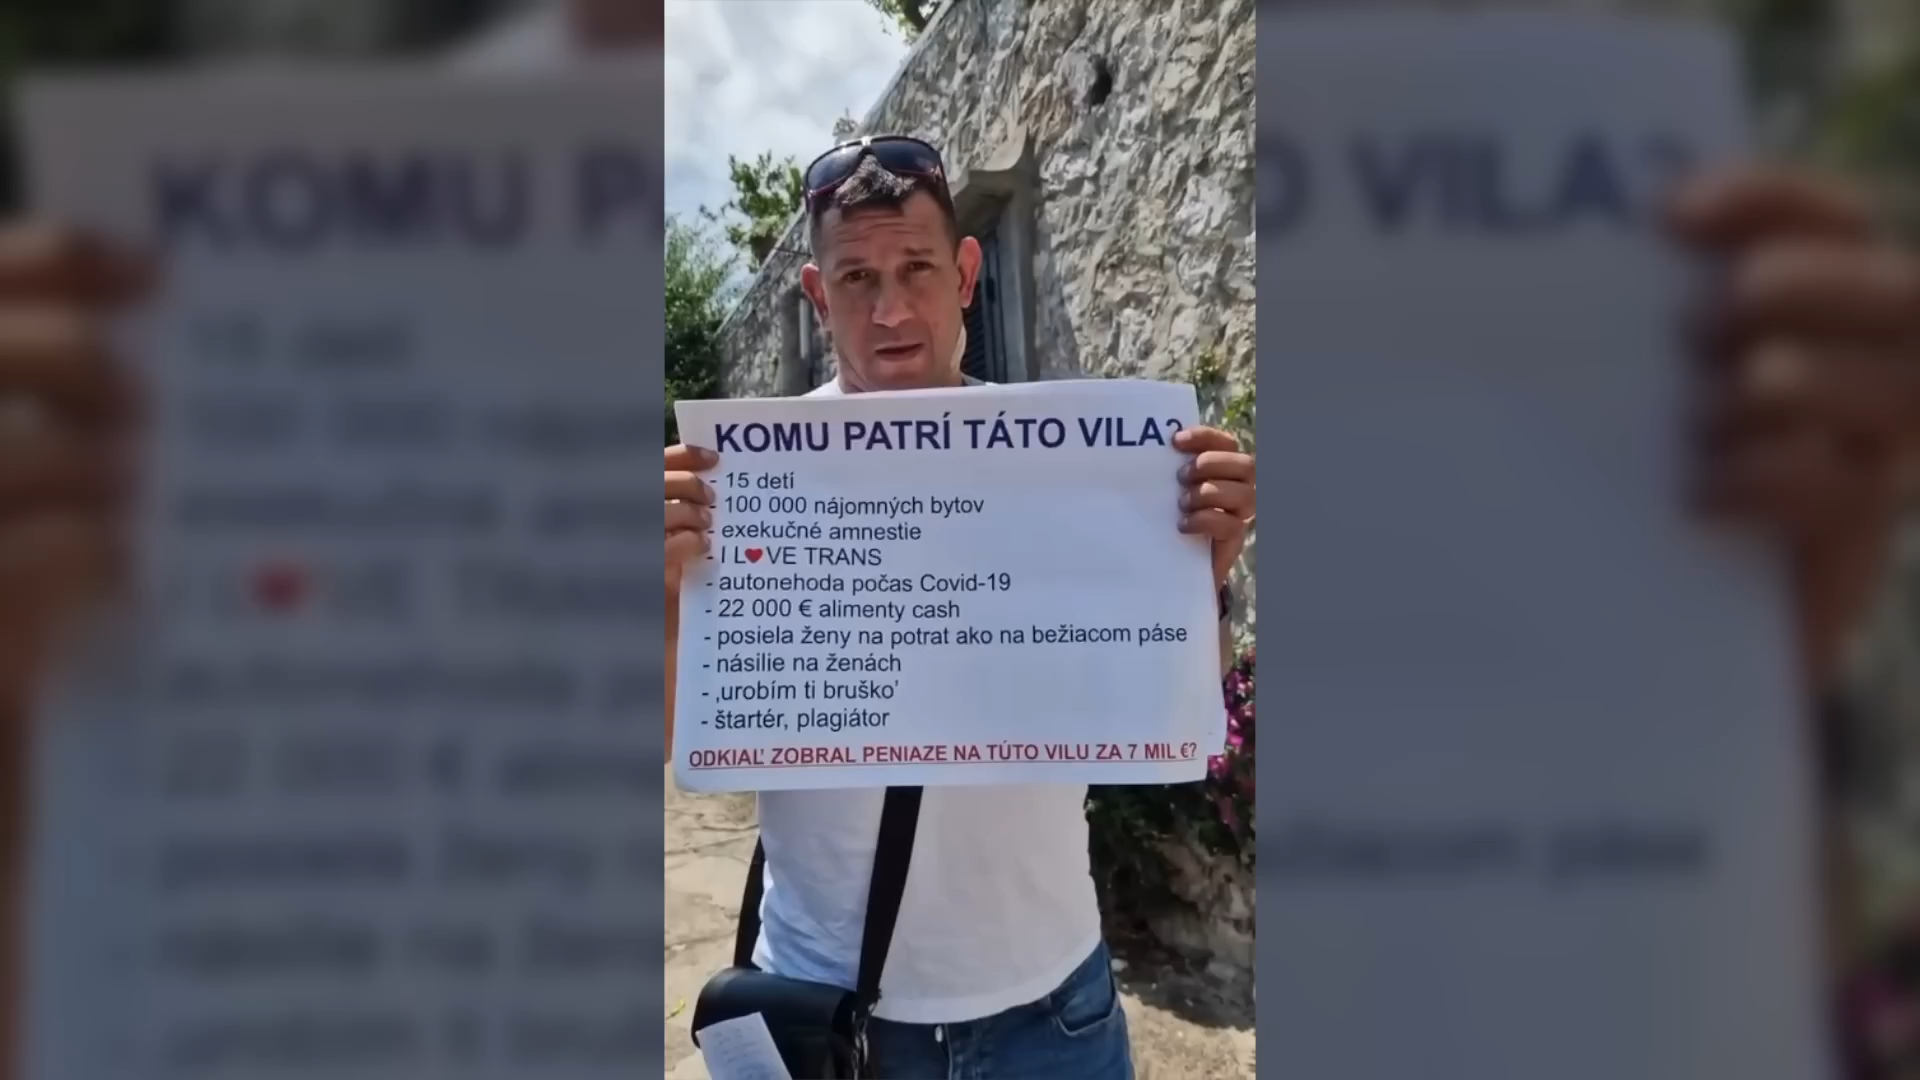 KOMU PATRÍ TÁTO VILA?
- 15 detí
- 100 000 nájomných bytov
- exekučné amnestie
- I L❤VE TRANS
- autonehoda počas Covid-19
- 22 000 € alimenty cash
- posiela ženy na potrat ako na bežiacom páse
- násilie na ženách
- ‚urobím ti bruško’
- štartér, plagiátor
ODKIAĽ ZOBRAL PENIAZE NA TÚTO VILU ZA 7 MIL €?